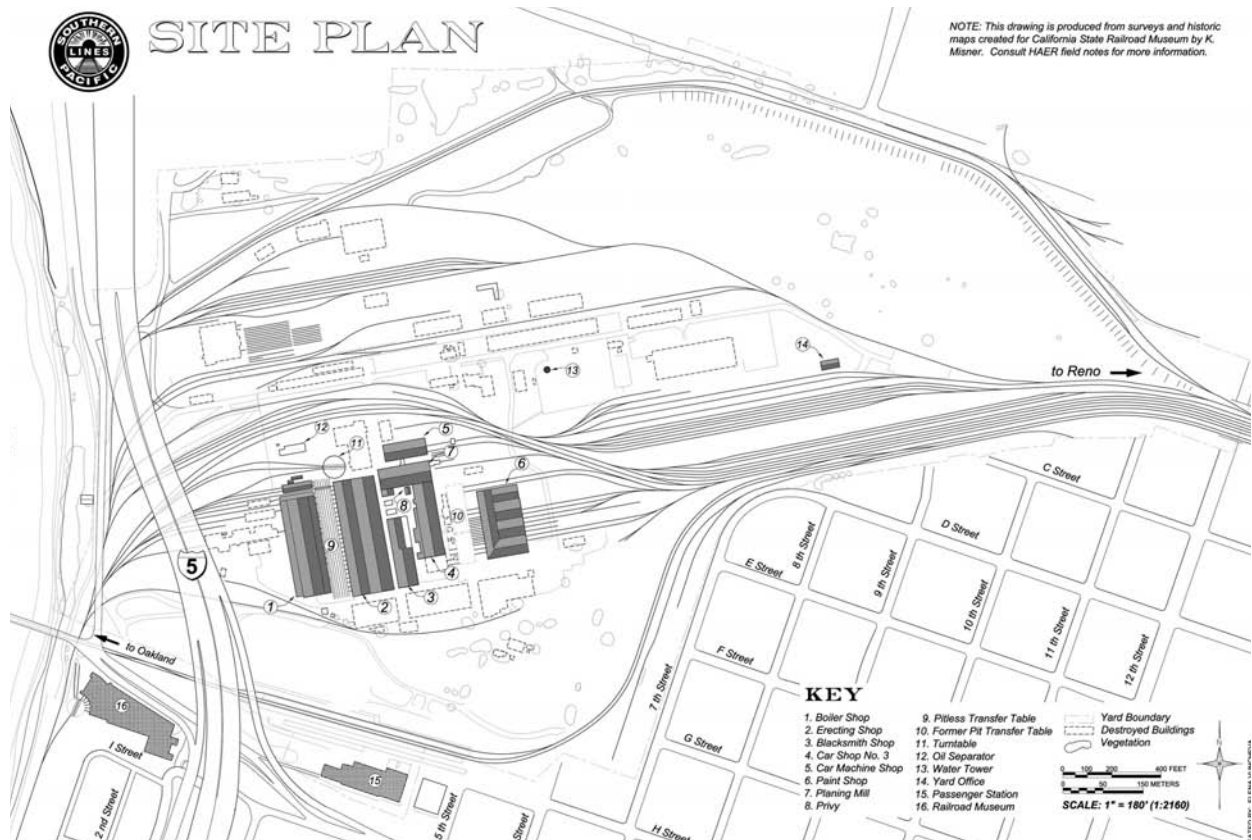 SOUTHERN
LINES
PACIFIC
SITE PLAN
NOTE: This drawing is produced from surveys and historic
maps created for California State Railroad Museum by K.
Misner. Consult HAER field notes for more information.
14
13
to Reno
12
11
5
7
6
8
10
9
5
1
2
3
4
C Street
D Street
E Street
8 th Street
9 th Street
10 th Street
11 th Street
12 th Street
F Street
7 th Street
G Street
H Street
to Oakland
16
I Street
2 nd Street
15
5 th Street
6 th Street
KEY
1. Boiler Shop
2. Erecting Shop
3. Blacksmith Shop
4. Car Shop No. 3
5. Car Machine Shop
6. Paint Shop
7. Planing Mill
8. Privy
9. Pitless Transfer Table
10. Former Pit Transfer Table
11. Turntable
12. Oil Separator
13. Water Tower
14. Yard Office
15. Passenger Station
16. Railroad Museum
Yard Boundary
Destroyed Buildings
Vegetation
0 100 200 400 FEET
0 50 150 METERS
SCALE: 1" = 180' (1:2160)
N